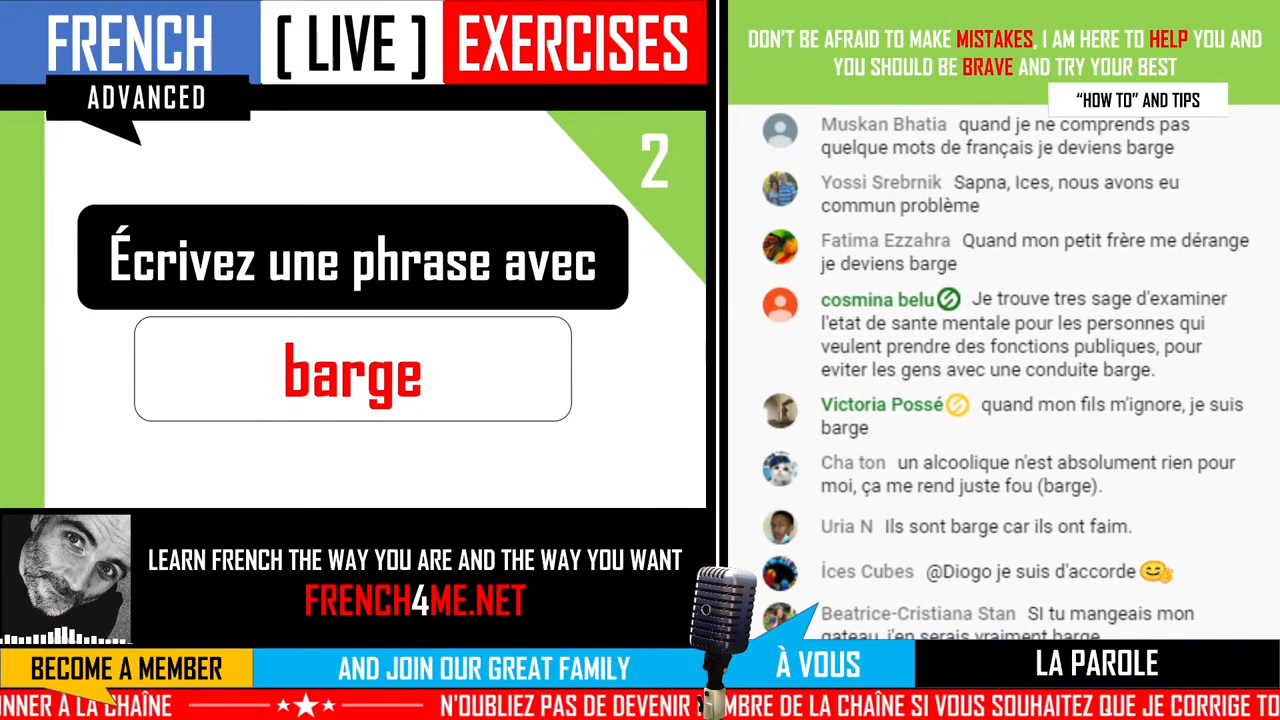 FRENCH [ LIVE ] EXERCISES
ADVANCED
2
Écrivez une phrase avec
barge
LEARN FRENCH THE WAY YOU ARE AND THE WAY YOU WANT
FRENCH4ME.NET
DON'T BE AFRAID TO MAKE MISTAKES, I AM HERE TO HELP YOU AND
YOU SHOULD BE BRAVE AND TRY YOUR BEST
“HOW TO” AND TIPS
Muskan Bhatia quand je ne comprends pas
quelque mots de français je deviens barge
Yossi Srebrnik Sapna, Ices, nous avons eu
commun problème
Fatima Ezzahra Quand mon petit frère me dérange
je deviens barge
cosmina belu Je trouve tres sage d'examiner
l'etat de sante mentale pour les personnes qui
veulent prendre des fonctions publiques, pour
eviter les gens avec une conduite barge.
Victoria Possé quand mon fils m'ignore, je suis
barge
Cha ton un alcoolique n'est absolument rien pour
moi, ça me rend juste fou (barge).
Uria N Ils sont barge car ils ont faim.
İces Cubes @Diogo je suis d'accorde
Beatrice-Cristiana Stan SI tu mangeais mon
gateau, j'en serais vraiment barge
BECOME A MEMBER AND JOIN OUR GREAT FAMILY À VOUS LA PAROLE
NNER À LA CHAÎNE N'OUBLIEZ PAS DE DEVENIR MBRE DE LA CHAÎNE SI VOUS SOUHAITEZ QUE JE CORRIGE TO